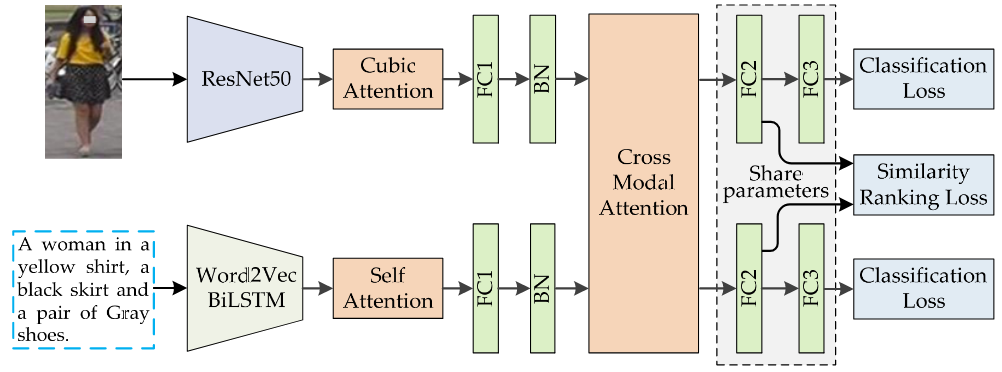 ResNet50
Cubic
Attention
FC1
BN
Cross
Modal
Attention
FC2
FC3
Classification
Loss
Share
parameters
Similarity
Ranking Loss
A woman in a
yellow shirt, a
black skirt and
a pair of Gray
shoes.
Word2Vec
BiLSTM
Self
Attention
FC1
BN
FC2
FC3
Classification
Loss